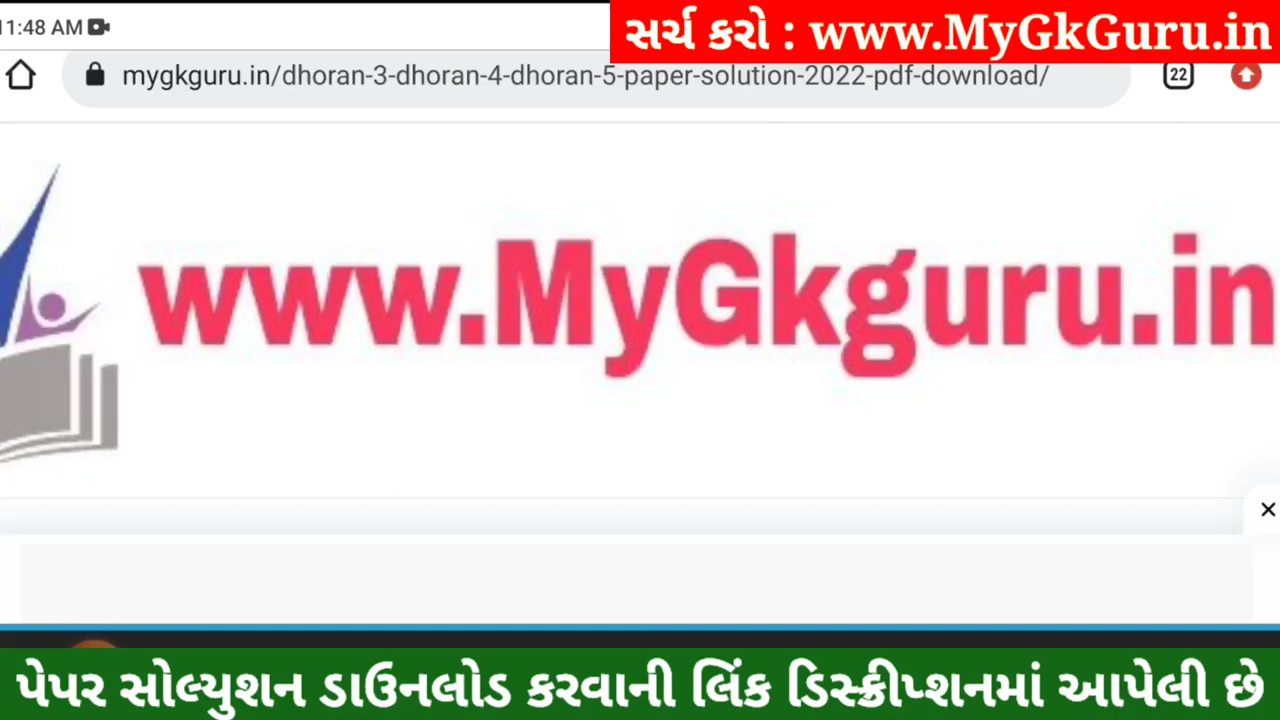 11:48 AM
સર્ચ કરો : www.MyGkGuru.in
mygkguru.in/dhoran-3-dhoran-4-dhoran-5-paper-solution-2022-pdf-download/
22
www.MyGkguru.in
પેપર સોલ્યુશન ડાઉનલોડ કરવાની લિંક ડિસ્ક્રીપ્શનમાં આપેલી છે